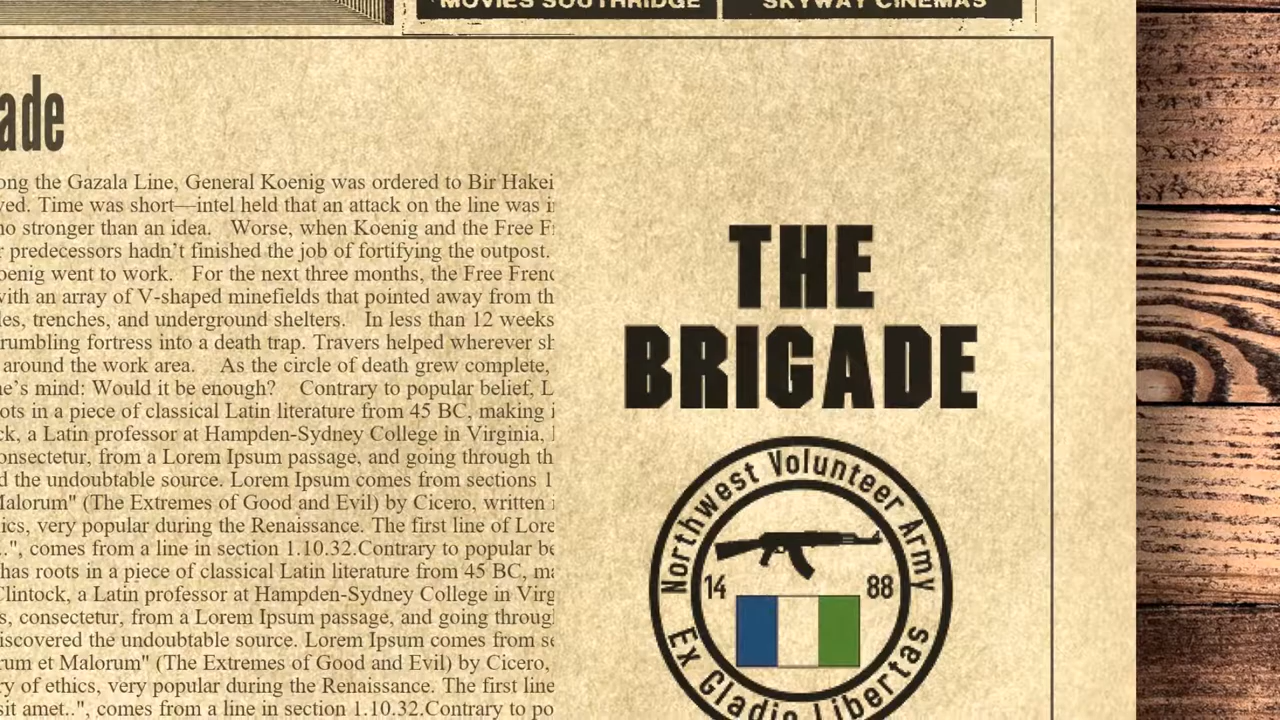 MOVIES SOUTHRIDGE
SKYWAY CINEMAS
ade
ong the Gazala Line, General Koenig was ordered to Bir Hakei
yed. Time was short—intel held that an attack on the line was
no stronger than an idea. Worse, when Koenig and the Free
predecessors hadn't finished the job of fortifying the outpost.
oenig went to work. For the next three months, the Free Frenc
with an array of V-shaped minefields that pointed away from th
les, trenches, and underground shelters. In less than 12 weeks
rumbling fortress into a death trap. Travers helped wherever sh
around the work area. As the circle of death grew complete,
ne's mind: Would it be enough? Contrary to popular belief, L
ots in a piece of classical Latin literature from 45 BC, making
ck, a Latin professor at Hampden-Sydney College in Virginia,
onsectetur, from a Lorem Ipsum passage, and going through th
d the undoubtable source. Lorem Ipsum comes from sections 1
Malorum" (The Extremes of Good and Evil) by Cicero, written
ics, very popular during the Renaissance. The first line of Lore
..", comes from a line in section 1.10.32.Contrary to popular be
has roots in a piece of classical Latin literature from 45 BC, ma
Clintock, a Latin professor at Hampden-Sydney College in Virg
s, consectetur, from a Lorem Ipsum passage, and going throug
iscovered the undoubtable source. Lorem Ipsum comes from se
rum et Malorum" (The Extremes of Good and Evil) by Cicero,
ry of ethics, very popular during the Renaissance. The first line
sit amet..", comes from a line in section 1.10.32.Contrary to po
THE
BRIGADE
Northwest Volunteer Army
14
88
Ex Gladio Libertas